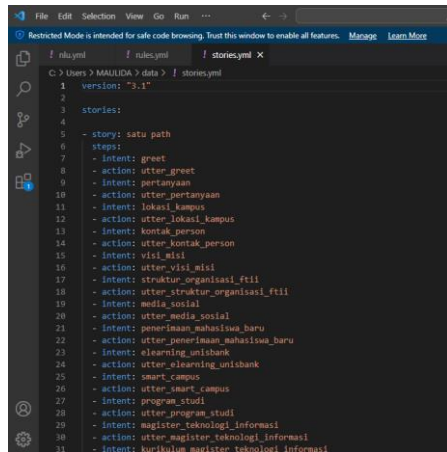 File Edit Selection View Go Run ...
Restricted Mode is intended for safe code browsing. Trust this window to enable all features. Manage Learn More
! nlu.yml ! rules.yml ! stories.yml
C: > Users > MAULIDA > data > ! stories.yml
1 version: "3.1"
2
3 stories:
4
5 - story: satu path
6 steps:
7 - intent: greet
8 - action: utter_greet
9 - intent: pertanyaan
10 - action: utter_pertanyaan
11 - intent: lokasi_kampus
12 - action: utter_lokasi_kampus
13 - intent: kontak_person
14 - action: utter_kontak_person
15 - intent: visi_misi
16 - action: utter_visi_misi
17 - intent: struktur_organisasi_ftii
18 - action: utter_struktur_organisasi_ftii
19 - intent: media_sosial
20 - action: utter_media_sosial
21 - intent: penerimaan_mahasiswa_baru
22 - action: utter_penerimaan_mahasiswa_baru
23 - intent: elearning_unisbank
24 - action: utter_elearning_unisbank
25 - intent: smart_campus
26 - action: utter_smart_campus
27 - intent: program_studi
28 - action: utter_program_studi
29 - intent: magister_teknologi_informasi
30 - action: utter_magister_teknologi_informasi
31 - intent: kurikulum_magister_teknologi_informasi